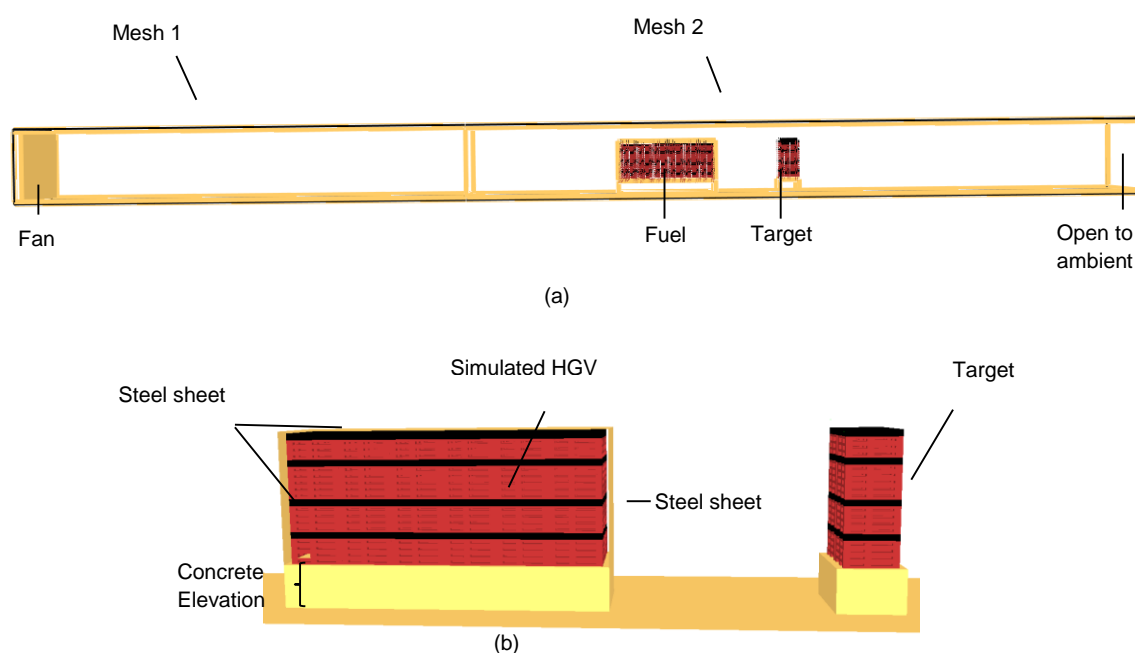 Mesh 1
Mesh 2
Fan
Fuel
Target
Open to
ambient
(a)
Simulated HGV
Target
Steel sheet
Steel sheet
Concrete
Elevation
(b)